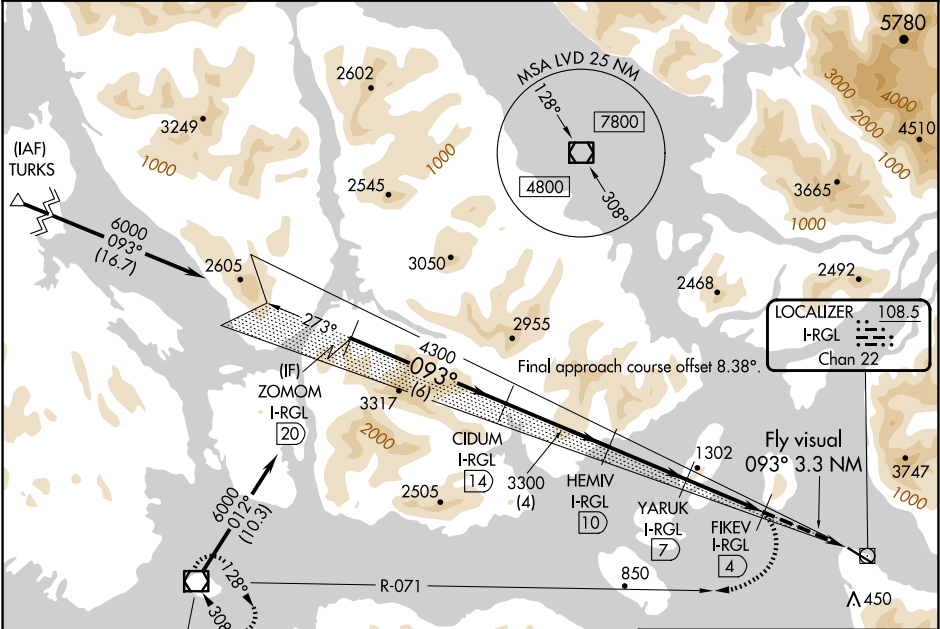 5780
MSA LVD 25 NM
2602
128°
7800
3000
4000
2000
3249
4510
1000
(IAF)
TURKS
1000
1000
2545
4800
308°
3665
1000
6000
093°
(16.7)
3050
2605
2468
2492
LOCALIZER 108.5
I-RGL
Chan 22
273°
2955
4300
093°
(6)
Final approach course offset 8.38°.
(IF)
ZOMOM
I-RGL
20
3317
2000
CIDUM
I-RGL
14
1302
Fly visual
093° 3.3 NM
3747
1000
3300
(4)
HEMIV
I-RGL
10
2505
YARUK
I-RGL
7
FIKEV
I-RGL
4
6000
012°
(10.3)
128°
308°
R-071
850
450